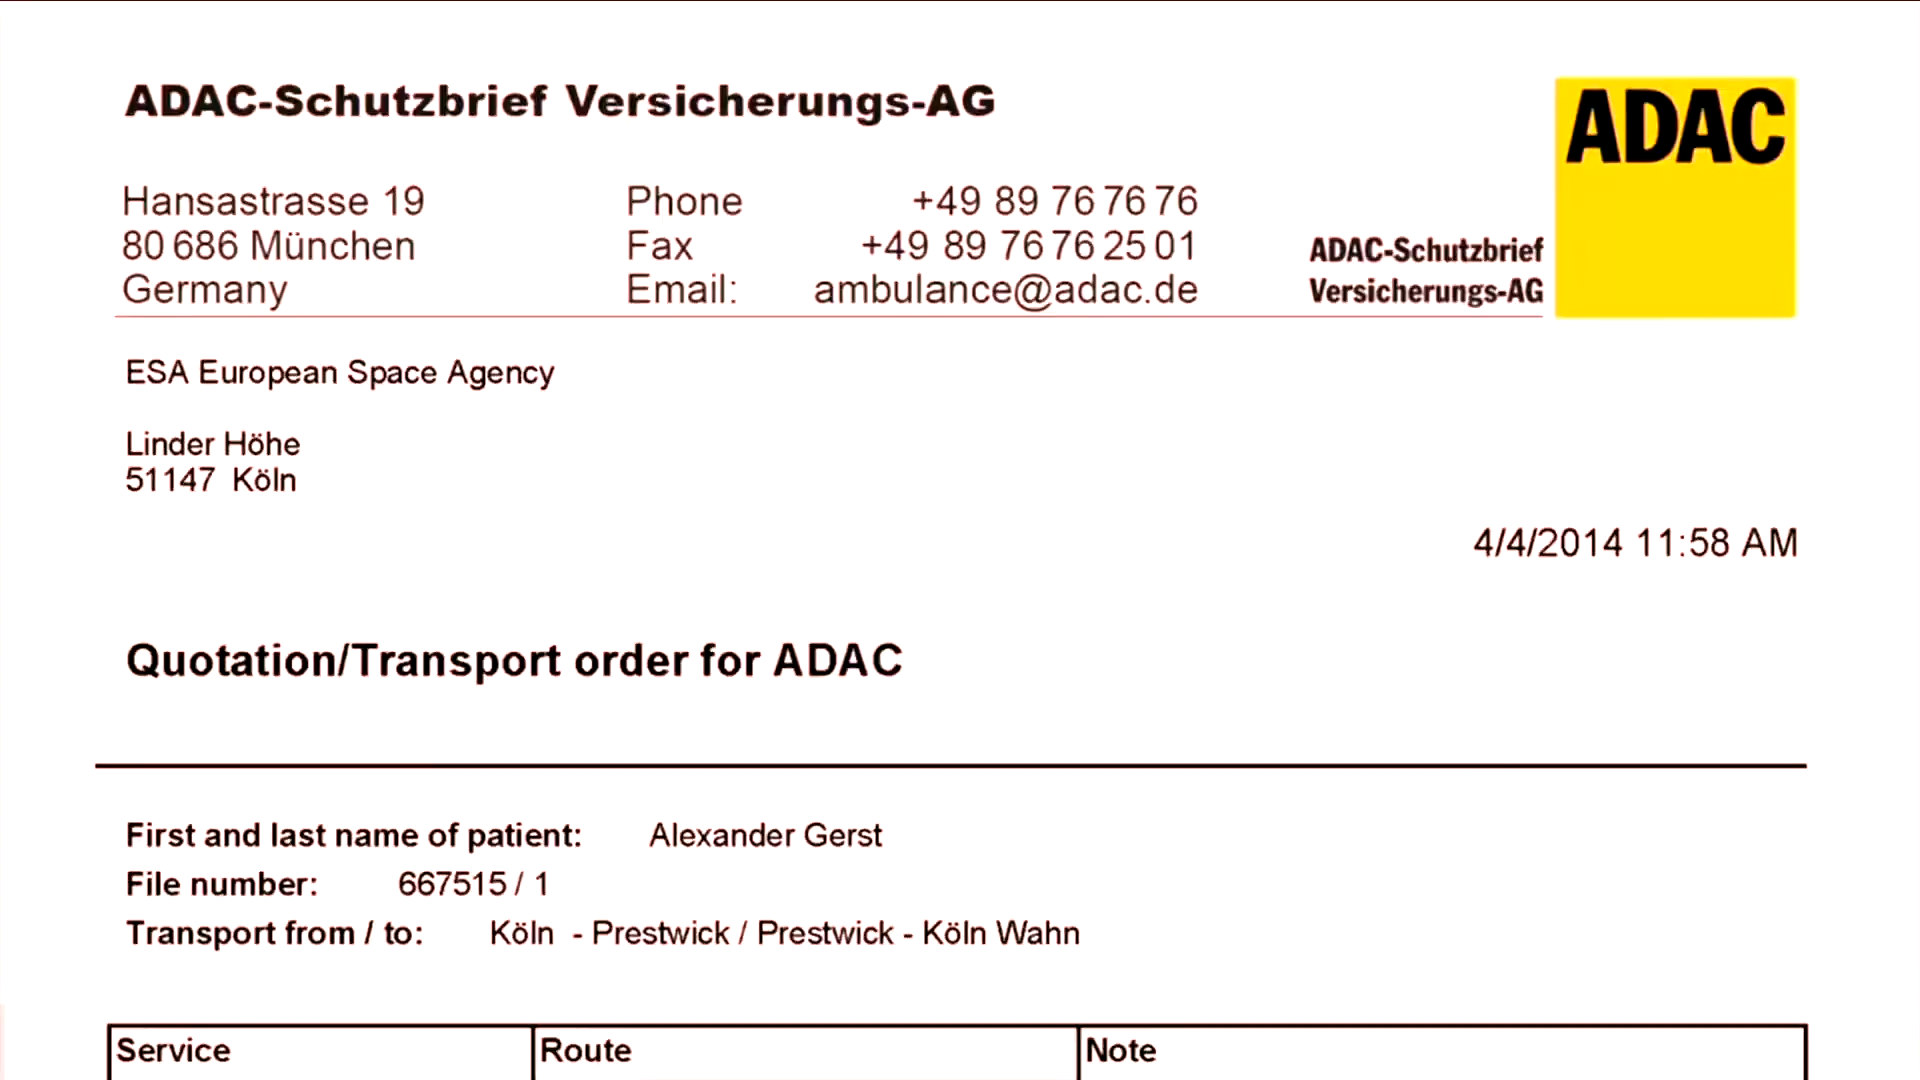 ADAC-Schutzbrief Versicherungs-AG
ADAC
Hansastrasse 19 Phone +49 89 76 76 76
80 686 München Fax +49 89 76 76 25 01
Germany Email: ambulance@adac.de
ADAC-Schutzbrief
Versicherungs-AG
ESA European Space Agency
Linder Höhe
51147 Köln
4/4/2014 11:58 AM
Quotation/Transport order for ADAC
First and last name of patient: Alexander Gerst
File number: 667515 / 1
Transport from / to: Köln - Prestwick / Prestwick - Köln Wahn
Service Route Note